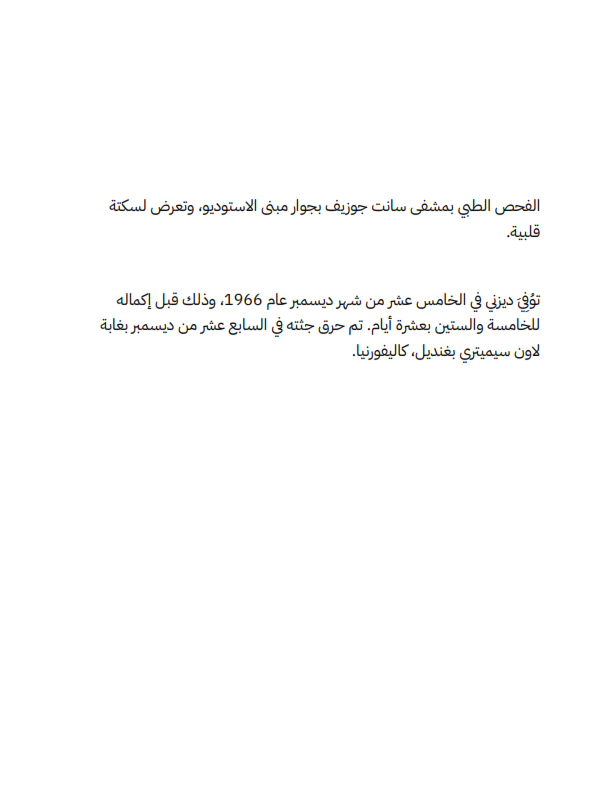 الفحص الطبي بمشفى سانت جوزيف بجوار مبنى الاستوديو، وتعرض لسكتة
قلبية.
توُفِيَ ديزني في الخامس عشر من شهر ديسمبر عام 1966، وذلك قبل إكماله
للخامسة والستين بعشرة أيام. تم حرق جثته في السابع عشر من ديسمبر بغابة
لاون سيميتري بغنديل، كاليفورنيا.